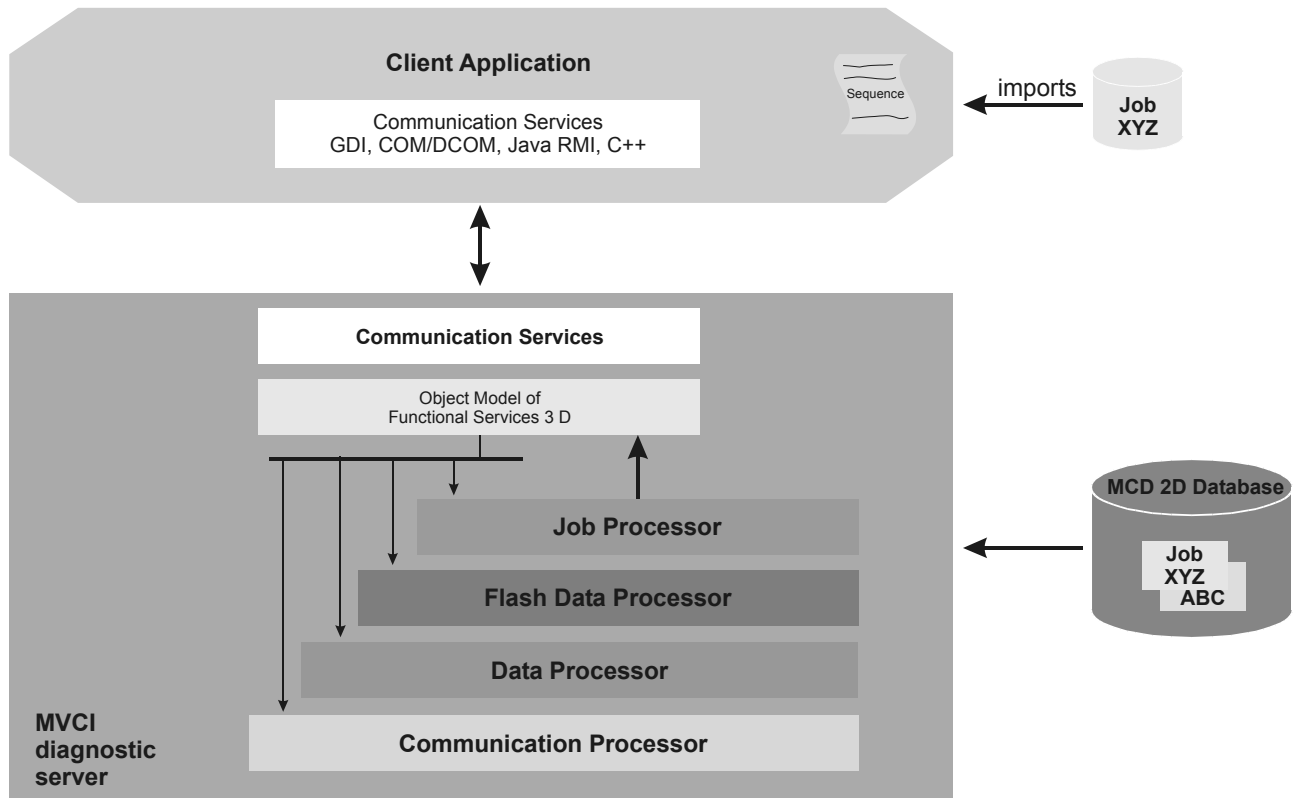 Client Application
Communication Services
GDI, COM/DCOM, Java RMI, C++
Sequence
imports
Job
XYZ
Communication Services
Object Model of
Functional Services 3 D
Job Processor
Flash Data Processor
Data Processor
Communication Processor
MVCI
diagnostic
server
MCD 2D Database
Job
XYZ
ABC